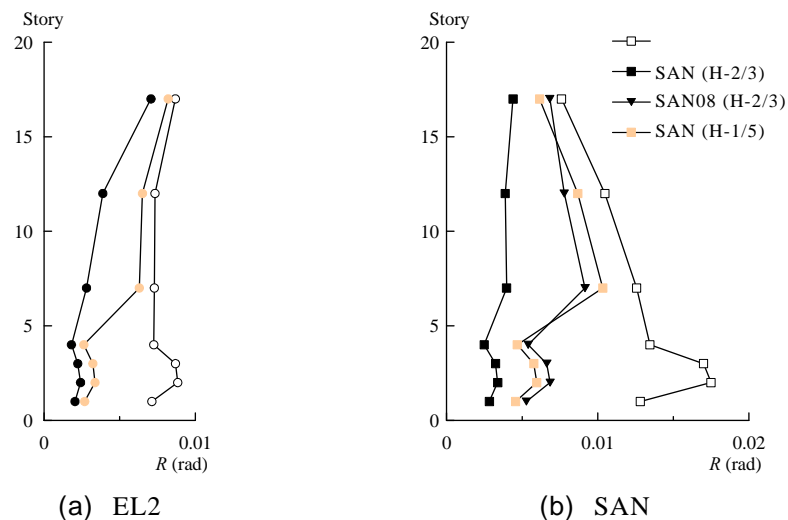 Story
20
15
10
5
0
0
0.01
R (rad)
(a) EL2
Story
20
15
10
5
0
0
0.01
0.02
R (rad)
SAN (H-2/3)
SAN08 (H-2/3)
SAN (H-1/5)
(b) SAN